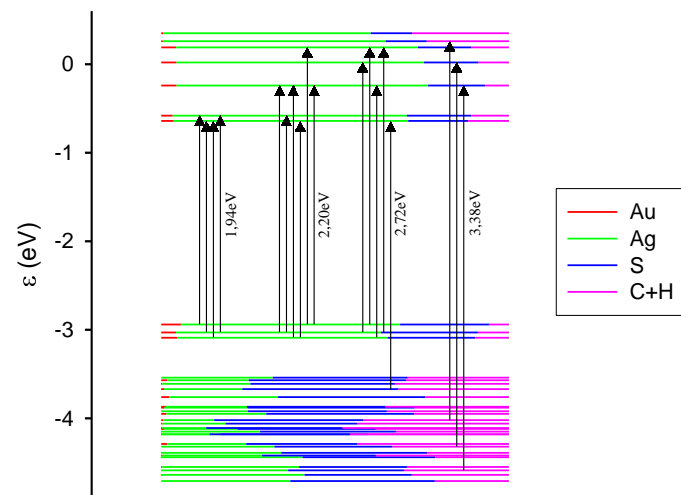 0
-1
-2
-3
-4
ε (eV)
1,94eV
2,20eV
2,72eV
3,38eV
Au
Ag
S
C+H